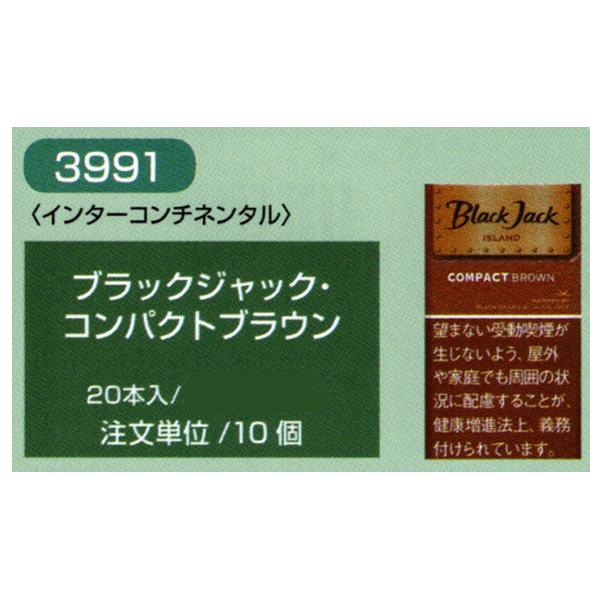 3991
〈インターコンチネンタル〉
ブラックジャック・
コンパクトブラウン
20本入/
注文単位/10個
Black Jack
ISLAND
COMPACT BROWN
望まない受動喫煙が
生じないよう、屋外
や家庭でも周囲の状
況に配慮することが、
健康増進法上、義務
付けられています。